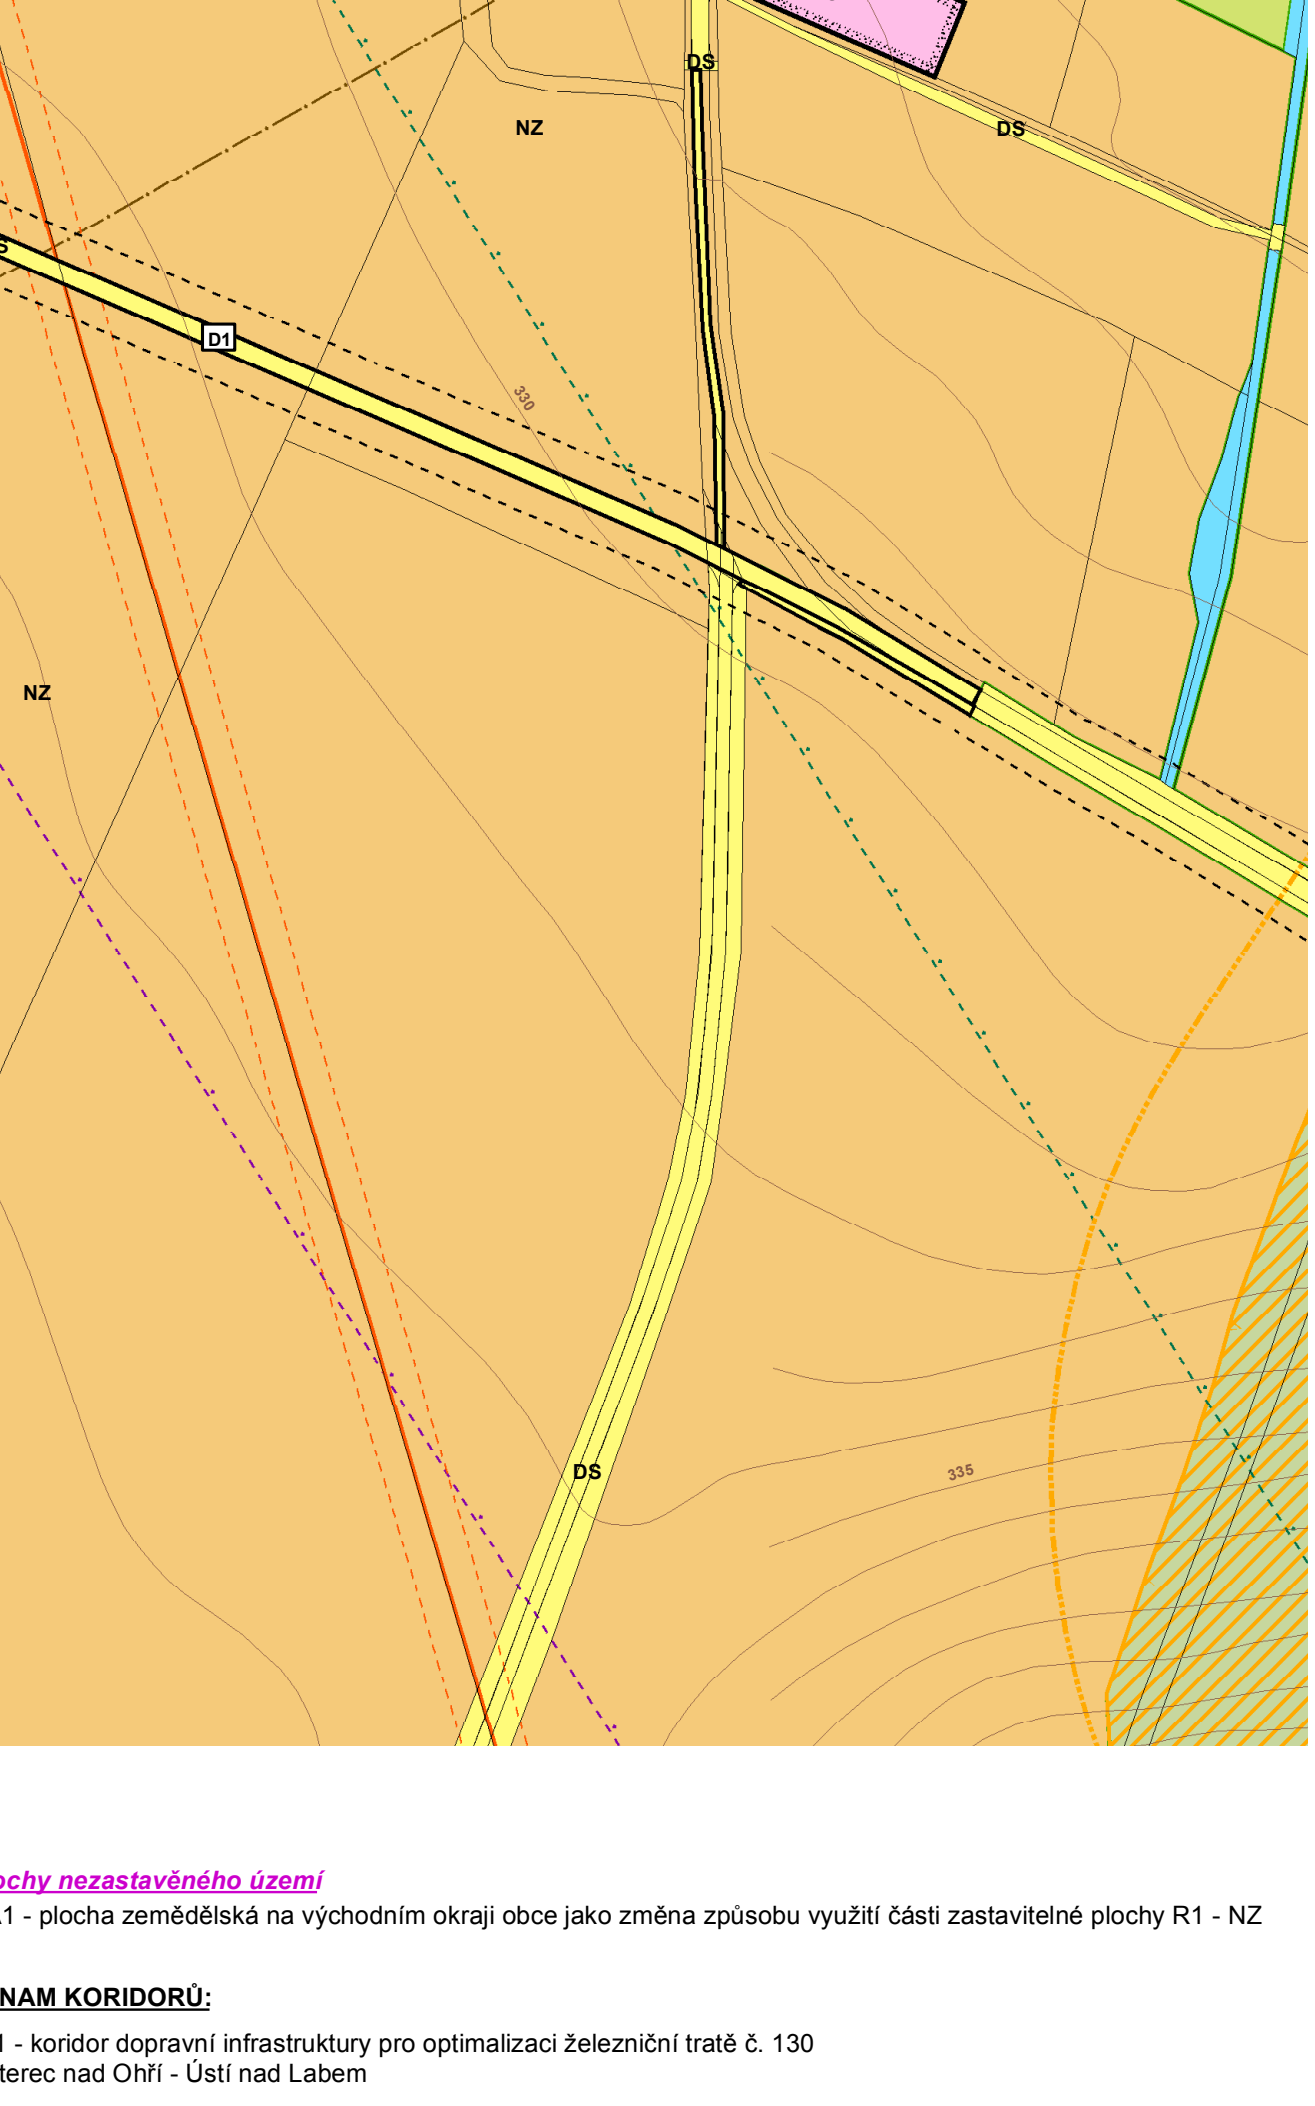 DS
NZ
DS
S
D1
330
NZ
DS
335
ochy nezastavěného území
1 - plocha zemědělská na východním okraji obce jako změna způsobu využití části zastavitelné plochy R1 - NZ
NAM KORIDORŮ:
1 - koridor dopravní infrastruktury pro optimalizaci železniční tratě č. 130
terec nad Ohří - Ústí nad Labem